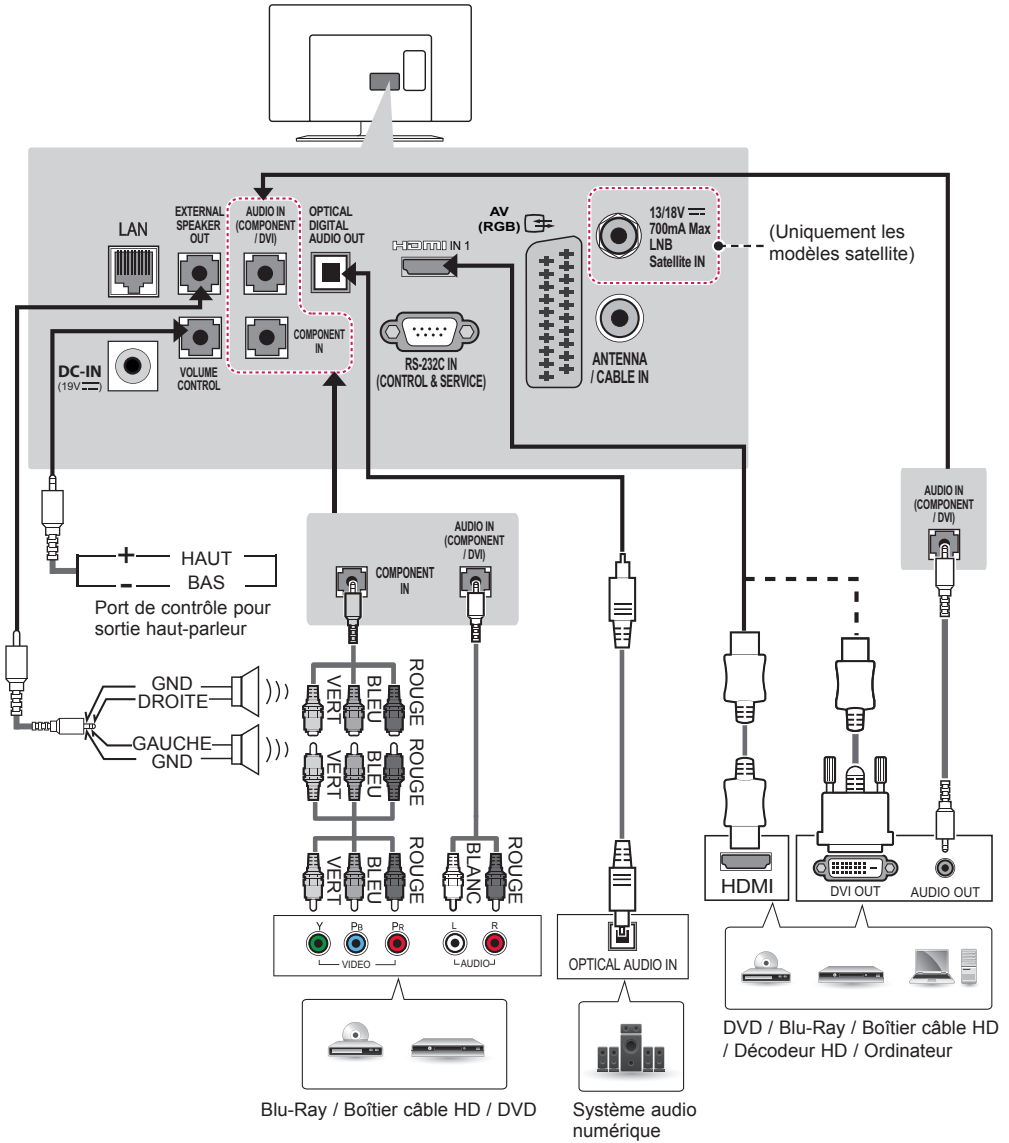 LAN
EXTERNAL
SPEAKER
OUT
AUDIO IN
(COMPONENT
/ DVI)
OPTICAL
DIGITAL
AUDIO OUT
HDMI IN 1
AV
(RGB)
13/18V
700mA Max
LNB
Satellite IN
(Uniquement les
modèles satellite)
DC-IN
(19V)
VOLUME
CONTROL
COMPONENT
IN
RS-232C IN
(CONTROL & SERVICE)
ANTENNA
/ CABLE IN
AUDIO IN
(COMPONENT
/ DVI)
AUDIO IN
(COMPONENT
/ DVI)
COMPONENT
IN
+ HAUT
- BAS
Port de contrôle pour
sortie haut-parleur
GND
DROITE
GAUCHE
GND
VERT BLEU ROUGE
VERT BLEU ROUGE
VERT BLEU ROUGE
BLANC ROUGE
Y PB PR
VIDEO
L R
AUDIO
OPTICAL AUDIO IN
HDMI
DVI OUT
AUDIO OUT
Blu-Ray / Boîtier câble HD / DVD
Système audio
numérique
DVD / Blu-Ray / Boîtier câble HD
/ Décodeur HD / Ordinateur